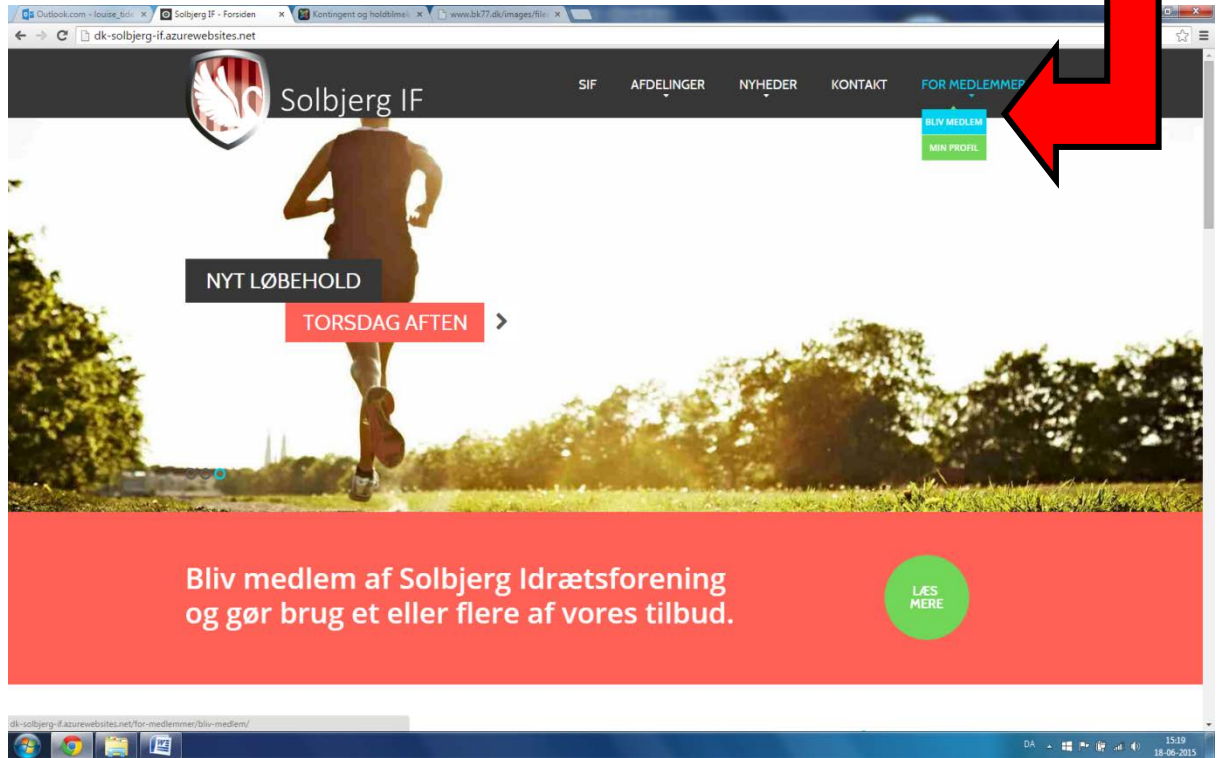 Outlook.com - louise_tid
Solbjerg IF - Forsiden
Kontingent og holdtilmel
www.bk77.dk/images/file
dk-solbjerg-if.azurewebsites.net
Solbjerg IF
SIF AFDELINGER NYHEDER KONTAKT FOR MEDLEMMER
BLIV MEDLEM
MIN PROFIL
NYT LØBEHOLD
TORSDAG AFTEN
Bliv medlem af Solbjerg Idrætsforening
og gør brug et eller flere af vores tilbud.
LÆS
MERE
dk-solbjerg-if.azurewebsites.net/for-medlemmer/bliv-medlem/
DA
15:19
18-06-2015